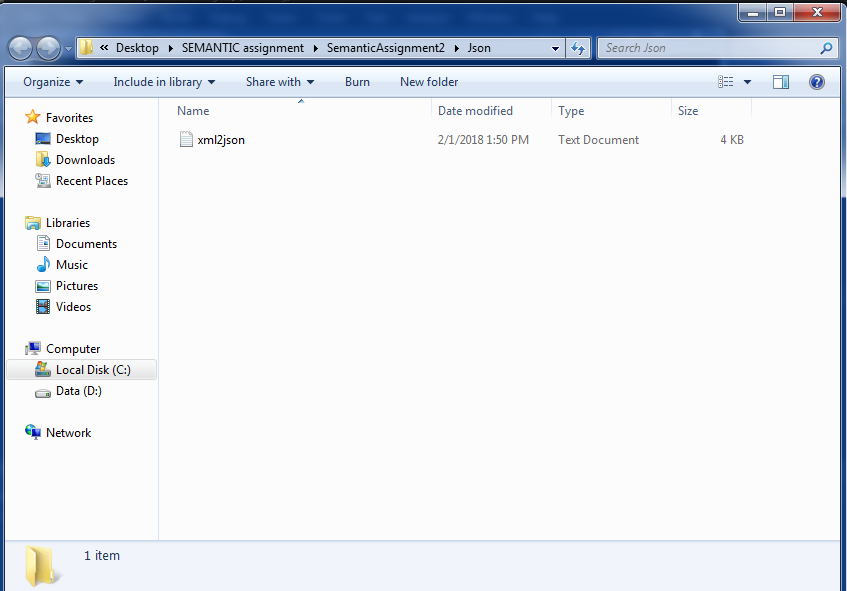 « Desktop ▸ SEMANTIC assignment ▸ SemanticAssignment2 ▸ Json
Search Json
Organize Include in library Share with Burn New folder
Name Date modified Type Size
xml2json 2/1/2018 1:50 PM Text Document 4 KB
Favorites
Desktop
Downloads
Recent Places
Libraries
Documents
Music
Pictures
Videos
Computer
Local Disk (C:)
Data (D:)
Network
1 item